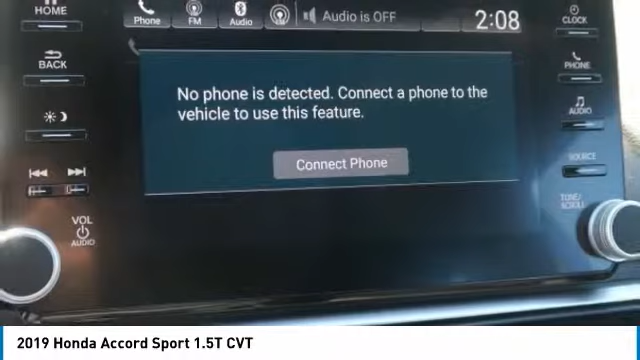 HOME
Phone
FM
Audio
Audio is OFF
2:08
CLOCK
BACK
PHONE
No phone is detected. Connect a phone to the
vehicle to use this feature.
AUDIO
Connect Phone
SOURCE
VOL
AUDIO
TUNE/
SCROLL
2019 Honda Accord Sport 1.5T CVT